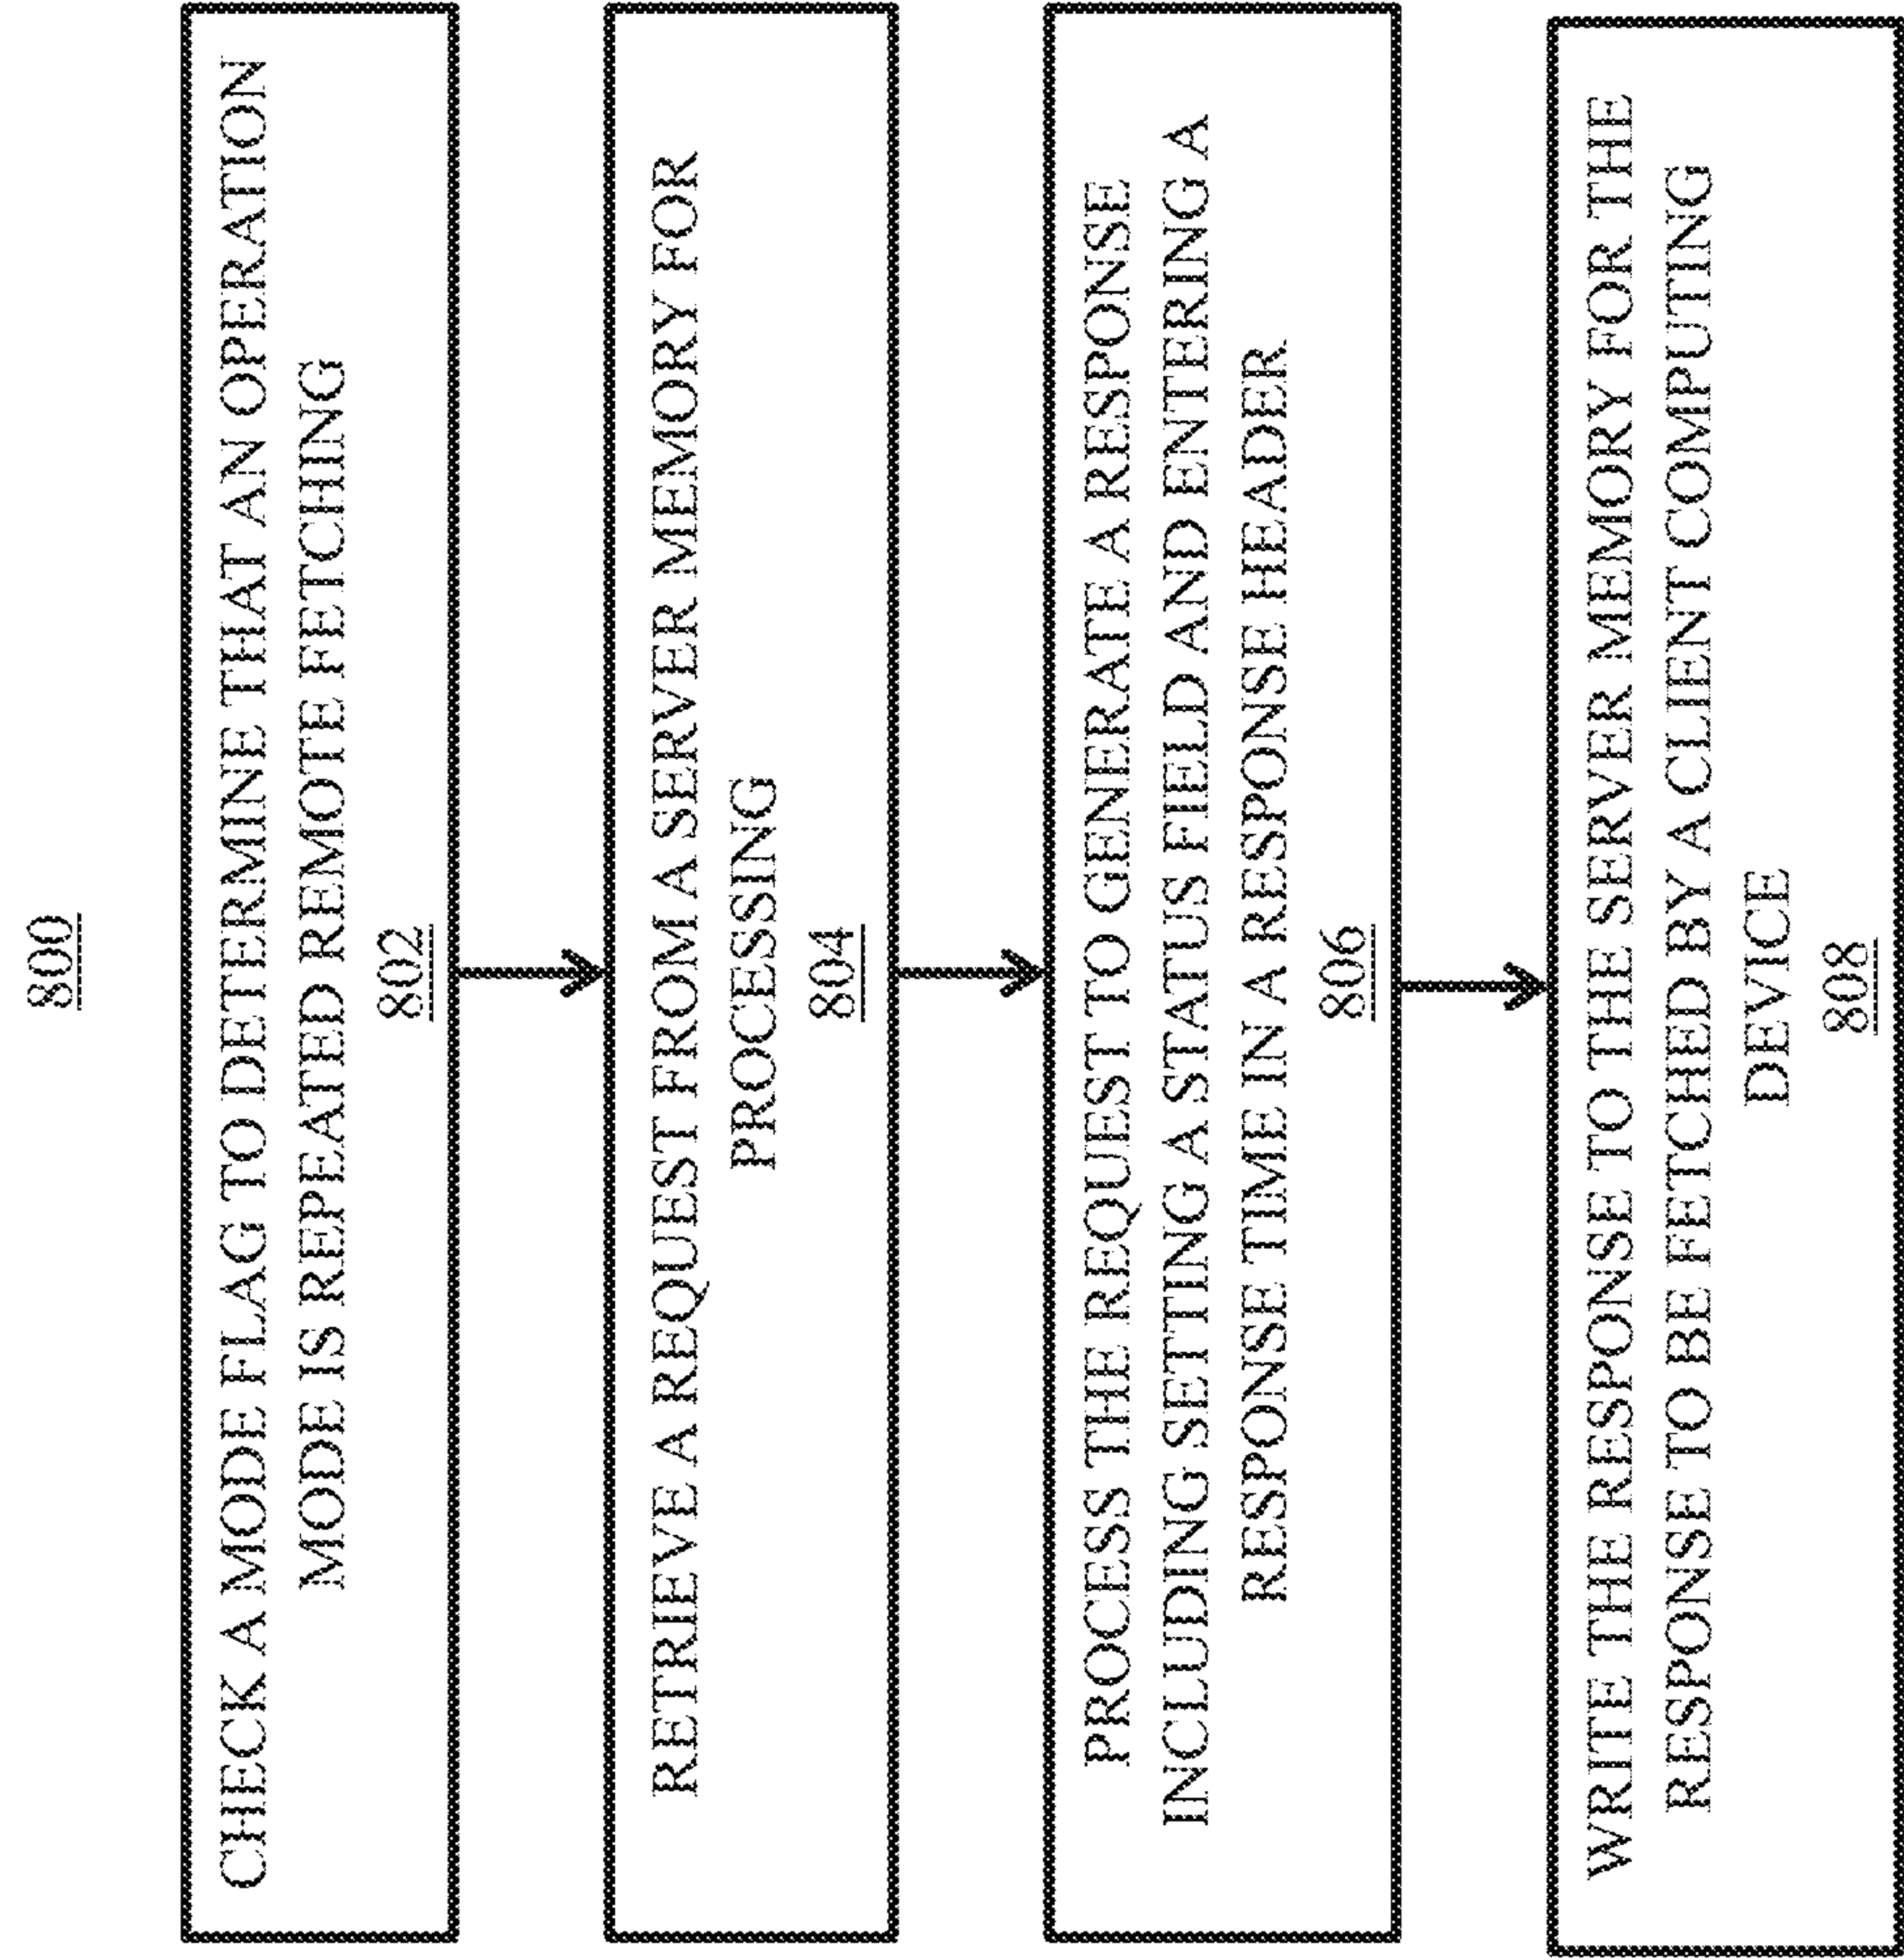 800
CHECK A MODE FLAG TO DETERMINE THAT AN OPERATION
MODE IS REPEATED REMOTE FETCHING
802
RETRIEVE A REQUEST FROM A SERVER MEMORY FOR
PROCESSING
804
PROCESS THE REQUEST TO GENERATE A RESPONSE
INCLUDING SETTING A STATUS FIELD AND ENTERING A
RESPONSE TIME IN A RESPONSE HEADER
806
WRITE THE RESPONSE TO THE SERVER MEMORY FOR THE
RESPONSE TO BE FETCHED BY A CLIENT COMPUTING
DEVICE
808